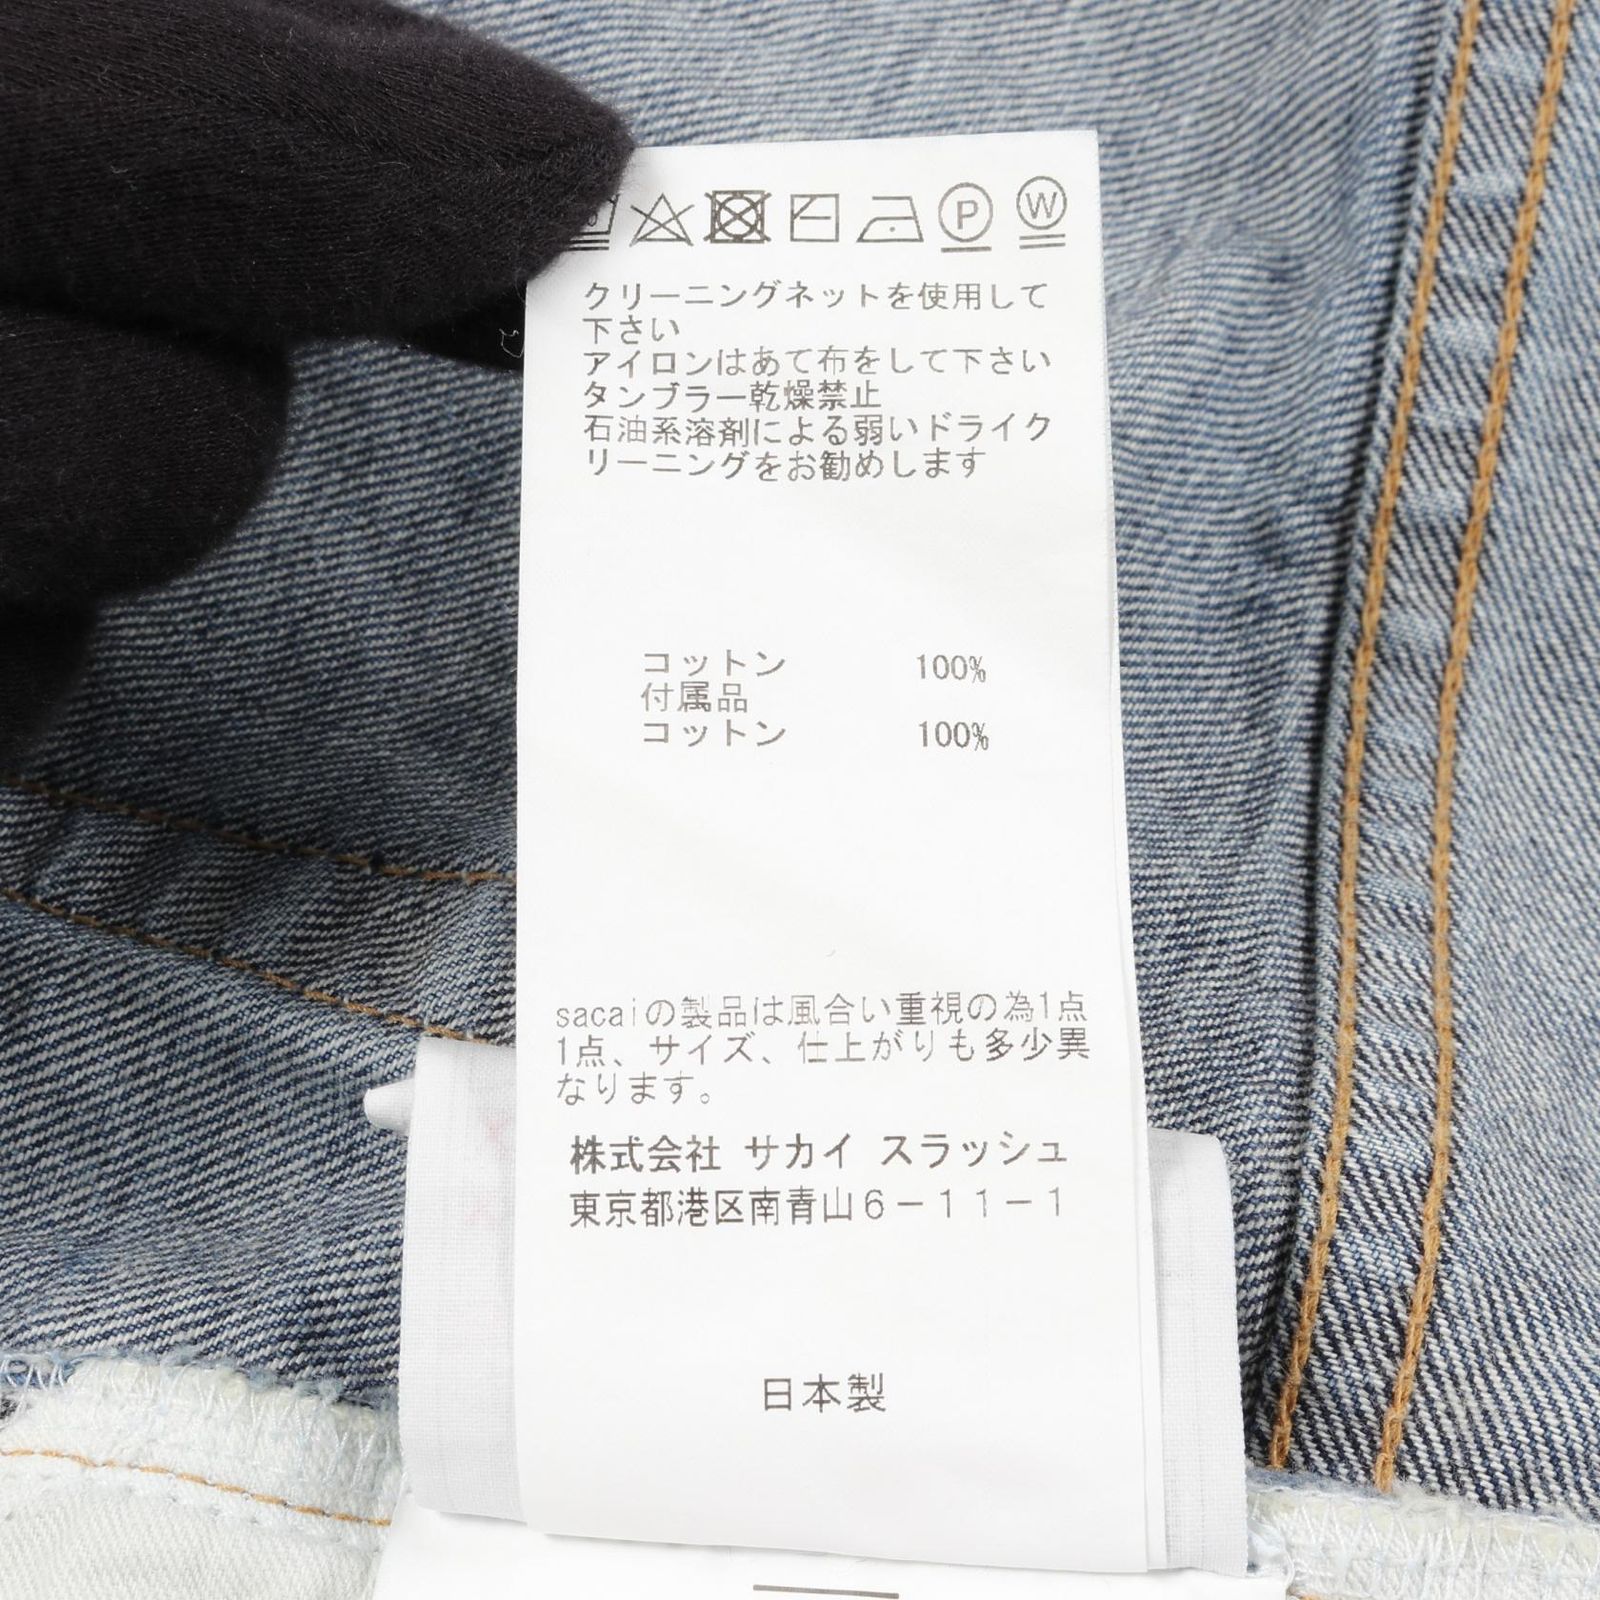 P W
クリーニングネットを使用して
下さい
アイロンはあて布をして下さい
タンブラー乾燥禁止
石油系溶剤による弱いドライク
リーニングをお勧めします
コットン 100%
付属品
コットン 100%
sacaiの製品は風合い重視の為1点
1点、サイズ、仕上がりも多少異
なります。
株式会社 サカイ スラッシュ
東京都港区南青山6−11−1
日本製